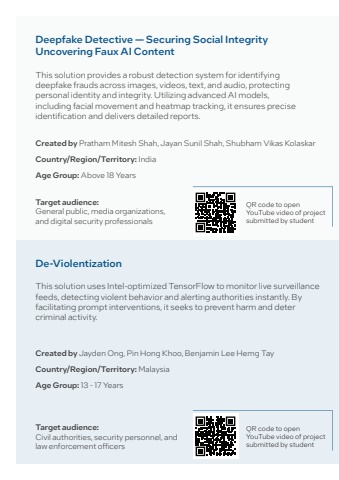 Deepfake Detective — Securing Social Integrity
Uncovering Faux AI Content
This solution provides a robust detection system for identifying
deepfake frauds across images, videos, text, and audio, protecting
personal identity and integrity. Utilizing advanced AI models,
including facial movement and heatmap tracking, it ensures precise
identification and delivers detailed reports.
Created by Pratham Mitesh Shah, Jayan Sunil Shah, Shubham Vikas Kolaskar
Country/Region/Territory: India
Age Group: Above 18 Years
Target audience:
General public, media organizations,
and digital security professionals
QR code to open
YouTube video of project
submitted by student
De-Violentization
This solution uses Intel-optimized TensorFlow to monitor live surveillance
feeds, detecting violent behavior and alerting authorities instantly. By
facilitating prompt interventions, it seeks to prevent harm and deter
criminal activity.
Created by Jayden Ong, Pin Hong Khoo, Benjamin Lee Herng Tay
Country/Region/Territory: Malaysia
Age Group: 13 - 17 Years
Target audience:
Civil authorities, security personnel, and
law enforcement officers
QR code to open
YouTube video of project
submitted by student